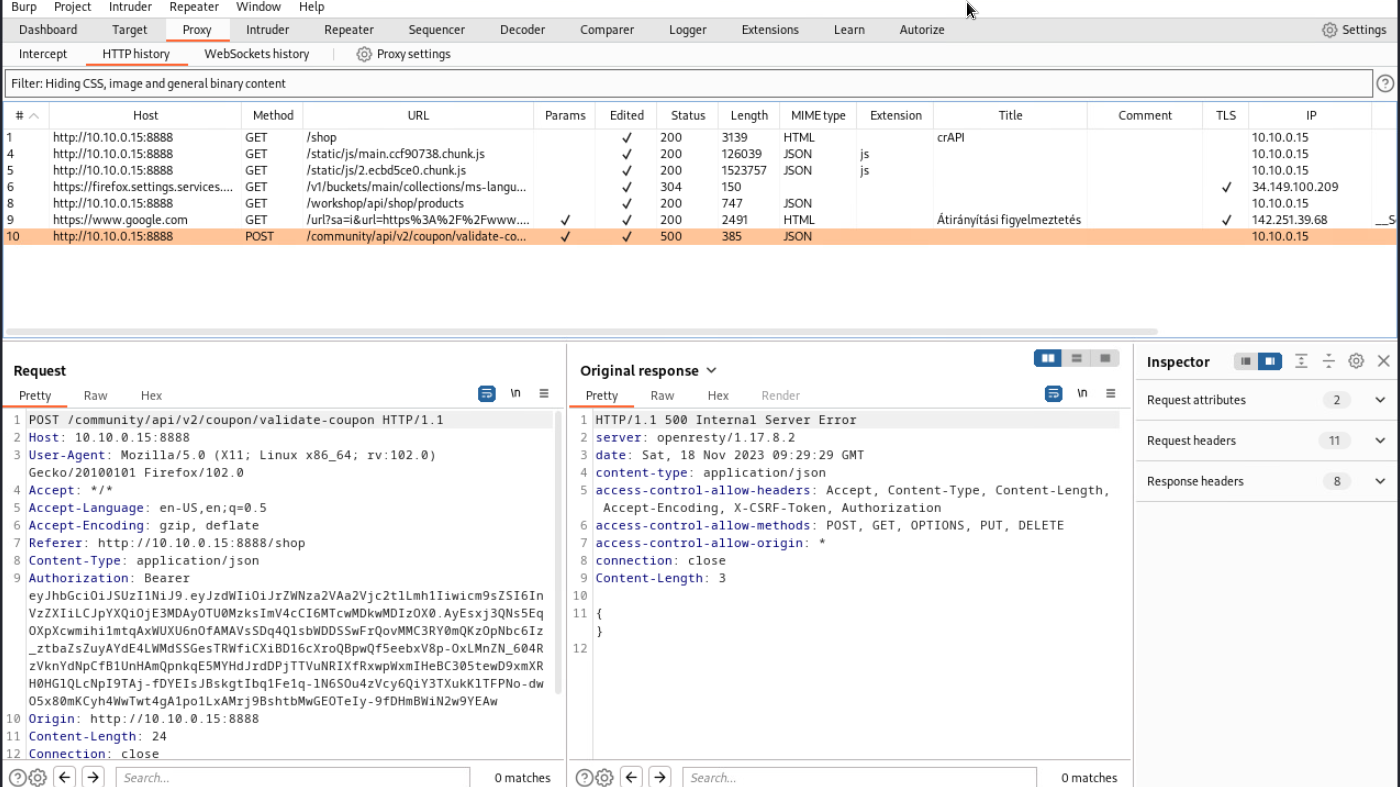 Burp Project Intruder Repeater Window Help
Dashboard Target Proxy Intruder Repeater Sequencer Decoder Comparer Logger Extensions Learn Autorize Settings
Intercept HTTP history WebSockets history Proxy settings
Filter: Hiding CSS, image and general binary content
# Host Method URL Params Edited Status Length MIME type Extension Title Comment TLS IP
1 http://10.10.0.15:8888 GET /shop ✓ 200 3139 HTML crAPI 10.10.0.15
4 http://10.10.0.15:8888 GET /static/js/main.ccf90738.chunk.js ✓ 200 126039 JSON js 10.10.0.15
5 http://10.10.0.15:8888 GET /static/js/2.ecbd5ce0.chunk.js ✓ 200 1523757 JSON js 10.10.0.15
6 https://firefox.settings.services.... GET /v1/buckets/main/collections/ms-langu... ✓ 304 150 ✓ 34.149.100.209
8 http://10.10.0.15:8888 GET /workshop/api/shop/products ✓ 200 747 JSON 10.10.0.15
9 https://www.google.com GET /url?sa=i&url=https%3A%2F%2Fwww.... ✓ ✓ 200 2491 HTML Átirányítási figyelmeztetés ✓ 142.251.39.68 __S
10 http://10.10.0.15:8888 POST /community/api/v2/coupon/validate-co... ✓ ✓ 500 385 JSON 10.10.0.15
Request
Pretty Raw Hex \n
1 POST /community/api/v2/coupon/validate-coupon HTTP/1.1
2 Host: 10.10.0.15:8888
3 User-Agent: Mozilla/5.0 (X11; Linux x86_64; rv:102.0)
Gecko/20100101 Firefox/102.0
4 Accept: */*
5 Accept-Language: en-US,en;q=0.5
6 Accept-Encoding: gzip, deflate
7 Referer: http://10.10.0.15:8888/shop
8 Content-Type: application/json
9 Authorization: Bearer
eyJhbGciOiJSUzI1NiJ9.eyJzdWIiOiJrZWNza2VAa2Vjc2tlLmh1Iiwicm9sZSI6In
VzZXIiLCJpYXQiOjE3MDAyOTU0MzksImV4cCI6MTcwMDkwMDIzOX0.AyEsxj3QNs5Eq
OXpXcwmihi1mtqAxWUXU6nOfAMAVsSDq4QlsbWDDSSwFrQovMMC3RY0mQKzOpNbc6Iz
_ztbaZsZuyAYdE4LWMdSSGesTRWfiCXiBD16cXroQBpwQf5eebxV8p-OxLMnZN_604R
zVknYdNpCfB1UnHAmQpnkqE5MYHdJrdDPjTTVuNRIXfRxwpWxmIHeBC305tewD9xmXR
H0HGlQLcNpI9TAj-fDYEIsJBskgtIbq1Fe1q-lN6SOu4zVcy6QiY3TXukKlTFPNo-dw
O5x80mKCyh4WwTwt4gA1po1LxAMrj9BshtbMwGEOTeIy-9fDHmBWiN2w9YEAw
10 Origin: http://10.10.0.15:8888
11 Content-Length: 24
12 Connection: close
Search... 0 matches
Original response
Pretty Raw Hex Render \n
1 HTTP/1.1 500 Internal Server Error
2 server: openresty/1.17.8.2
3 date: Sat, 18 Nov 2023 09:29:29 GMT
4 content-type: application/json
5 access-control-allow-headers: Accept, Content-Type, Content-Length,
Accept-Encoding, X-CSRF-Token, Authorization
6 access-control-allow-methods: POST, GET, OPTIONS, PUT, DELETE
7 access-control-allow-origin: *
8 connection: close
9 Content-Length: 3
10
11 {
}
12
Search... 0 matches
Inspector
Request attributes 2
Request headers 11
Response headers 8